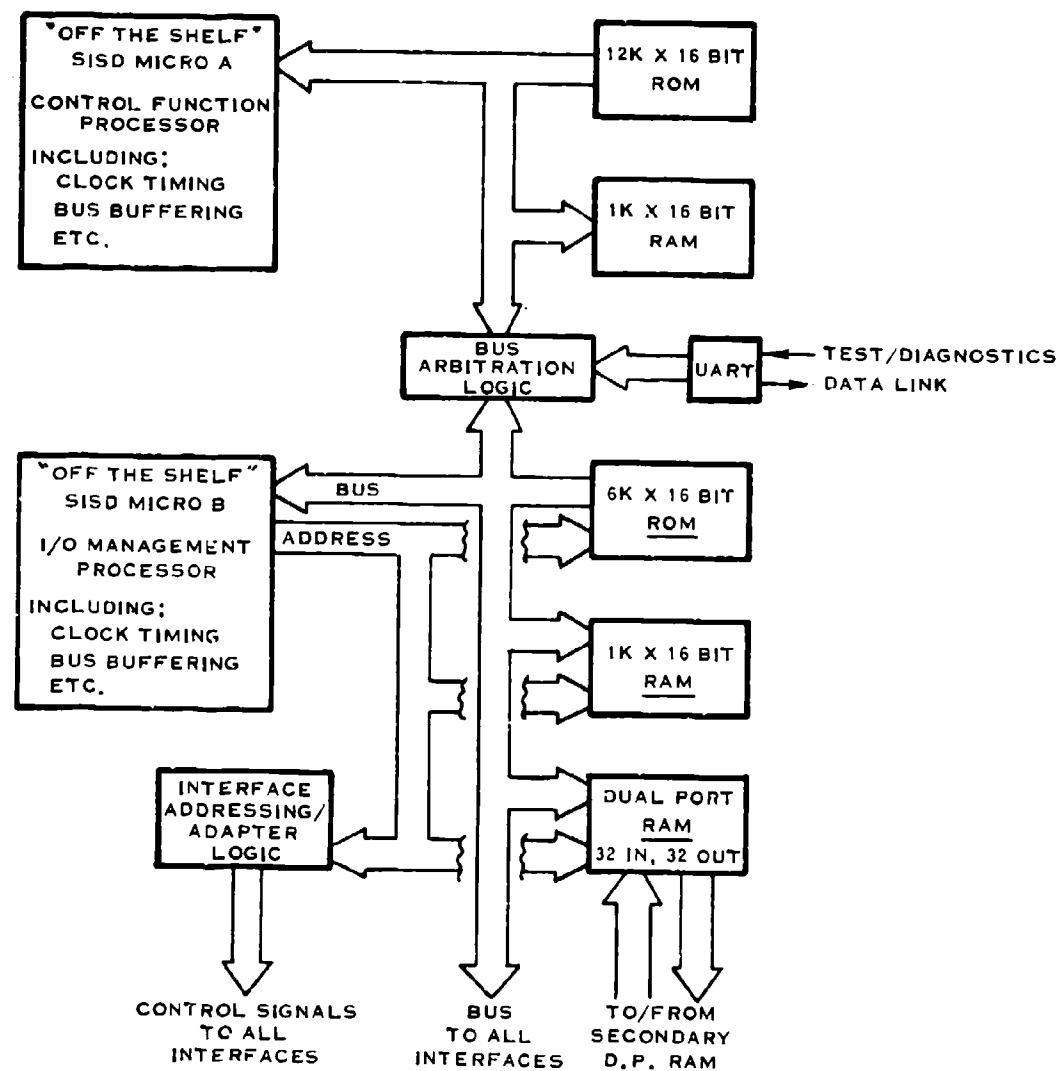 "OFF THE SHELF"
SISD MICRO A
CONTROL FUNCTION
PROCESSOR
INCLUDING;
CLOCK TIMING
BUS BUFFERING
ETC.
12K X 16 BIT
ROM
1K X 16 BIT
RAM
BUS
ARBITRATION
LOGIC
UART
TEST/DIAGNOSTICS
DATA LINK
"OFF THE SHELF"
SISD MICRO B
I/O MANAGEMENT
PROCESSOR
INCLUDING;
CLOCK TIMING
BUS BUFFERING
ETC.
BUS
ADDRESS
6K X 16 BIT
ROM
1K X 16 BIT
RAM
INTERFACE
ADDRESSING/
ADAPTER
LOGIC
DUAL PORT
RAM
32 IN, 32 OUT
CONTROL SIGNALS
TO ALL
INTERFACES
BUS
TO ALL
INTERFACES
TO/FROM
SECONDARY
D.P. RAM